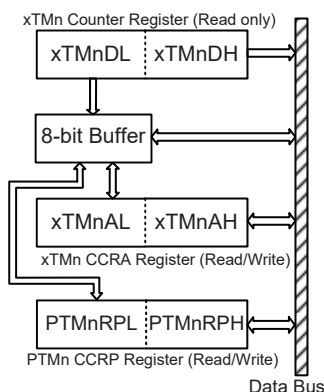 xTMn Counter Register (Read only)
xTMnDL xTMnDH
8-bit Buffer
xTMnAL xTMnAH
xTMn CCRA Register (Read/Write)
PTMnRPL PTMnRPH
PTMn CCRP Register (Read/Write)
Data Bus